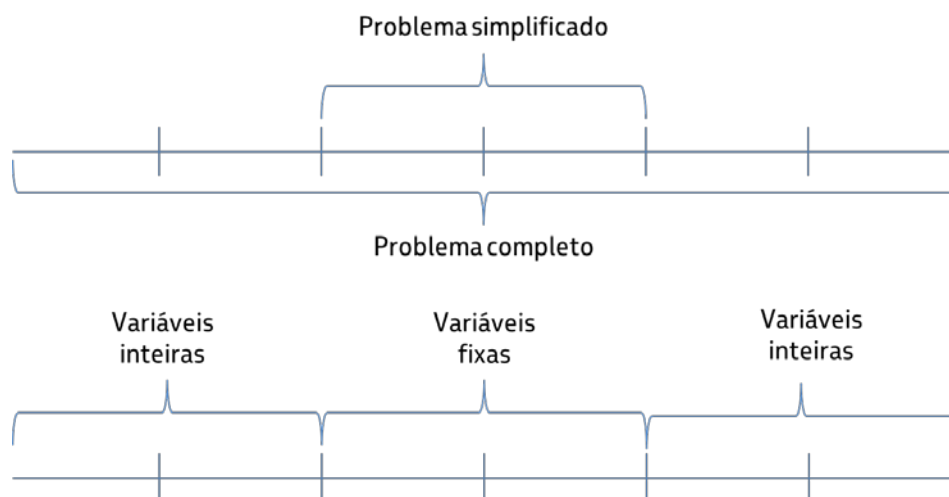 Problema simplificado
Problema completo
Variáveis
inteiras
Variáveis
fixas
Variáveis
inteiras